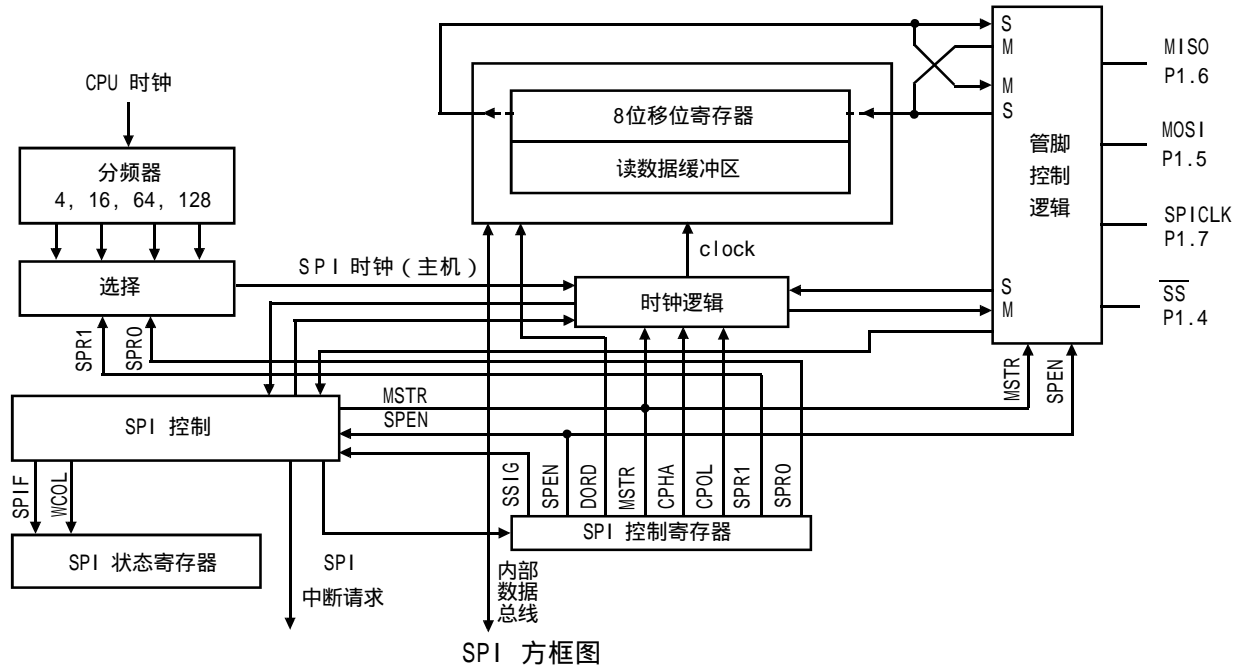 CPU 时钟
分频器
4, 16, 64, 128
选择
SPI 时钟 ( 主机 )
SPR1
SPR0
8位移位寄存器
读数据缓冲区
clock
时钟逻辑
S
M
M
S
管脚
控制
逻辑
S
M
MISO
P1.6
MOSI
P1.5
SPICLK
P1.7
SS
P1.4
MSTR
SPEN
SPI 控制
MSTR
SPEN
SPIF
WCOL
SPI 状态寄存器
SPI
中断请求
SSIG
SPEN
DORD
MSTR
CPHA
CPOL
SPR1
SPR0
SPI 控制寄存器
内部
数据
总线
SPI 方框图